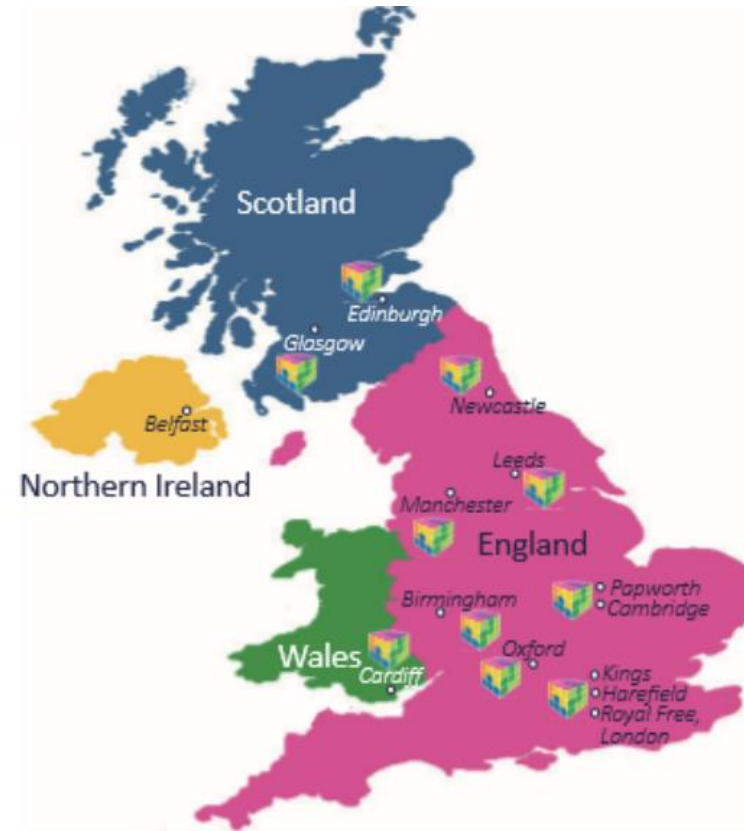 Scotland
Edinburgh
Glasgow
Newcastle
Belfast
Leeds
Northern Ireland
Manchester
England
Papworth
Birmingham
Cambridge
Wales
Oxford
Cardiff
Kings
Harefield
Royal Free,
London